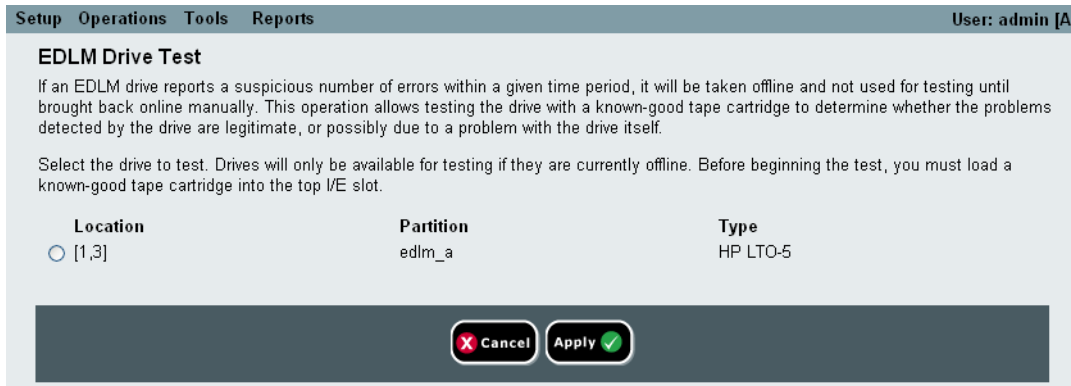 Setup Operations Tools Reports User: admin [A
EDLM Drive Test
If an EDLM drive reports a suspicious number of errors within a given time period, it will be taken offline and not used for testing until
brought back online manually. This operation allows testing the drive with a known-good tape cartridge to determine whether the problems
detected by the drive are legitimate, or possibly due to a problem with the drive itself.
Select the drive to test. Drives will only be available for testing if they are currently offline. Before beginning the test, you must load a
known-good tape cartridge into the top I/E slot.
Location Partition Type
[1,3] edlm_a HP LTO-5
Cancel Apply